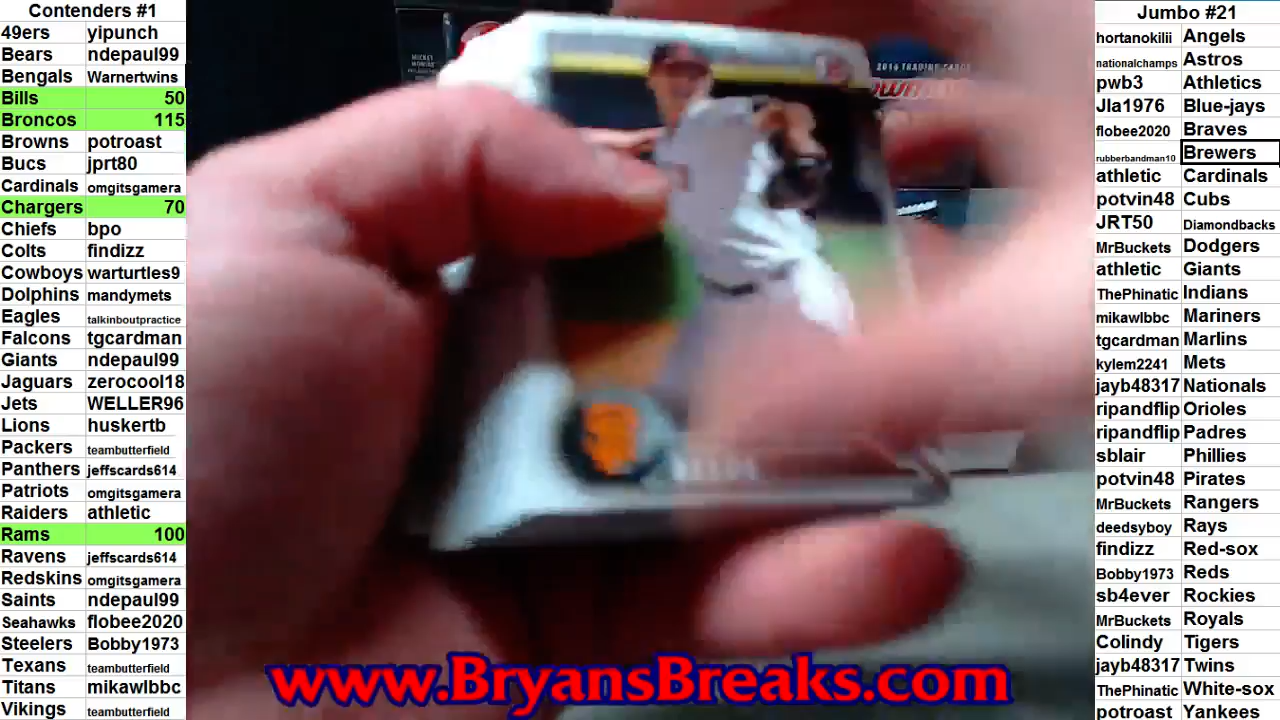 Contenders #1
49ers yipunch
Bears ndepaul99
Bengals Warnertwins
Bills 50
Broncos 115
Browns potroast
Bucs jprt80
Cardinals omgitsgamera
Chargers 70
Chiefs bpo
Colts findizz
Cowboys warturtles9
Dolphins mandymets
Eagles talkinboutpractice
Falcons tgcardman
Giants ndepaul99
Jaguars zerocool18
Jets WELLER96
Lions huskertb
Packers teambutterfield
Panthers jeffscards614
Patriots omgitsgamera
Raiders athletic
Rams 100
Ravens jeffscards614
Redskins omgitsgamera
Saints ndepaul99
Seahawks flobee2020
Steelers Bobby1973
Texans teambutterfield
Titans mikawlbbc
Vikings teambutterfield
MICKEY
2014 TRADING CARDS
SF
www.BryansBreaks.com
Jumbo #21
hortanokilii Angels
nationalchamps Astros
pwb3 Athletics
Jla1976 Blue-jays
flobee2020 Braves
rubberbandman10 Brewers
athletic Cardinals
potvin48 Cubs
JRT50 Diamondbacks
MrBuckets Dodgers
athletic Giants
ThePhinatic Indians
mikawlbbc Mariners
tgcardman Marlins
kylem2241 Mets
jayb48317 Nationals
ripandflip Orioles
ripandflip Padres
sblair Phillies
potvin48 Pirates
MrBuckets Rangers
deedsyboy Rays
findizz Red-sox
Bobby1973 Reds
sb4ever Rockies
MrBuckets Royals
Colindy Tigers
jayb48317 Twins
ThePhinatic White-sox
potroast Yankees